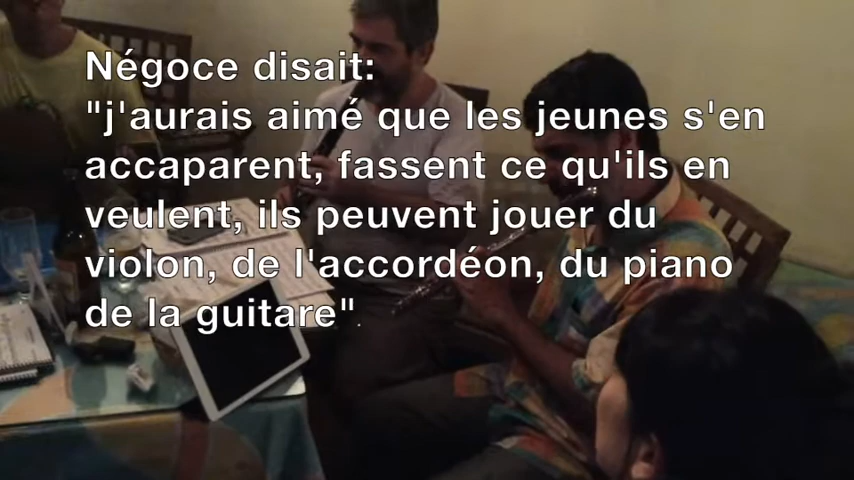 Négoce disait:
"j'aurais aimé que les jeunes s'en
accaparent, fassent ce qu'ils en
veulent, ils peuvent jouer du
violon, de l'accordéon, du piano
de la guitare".